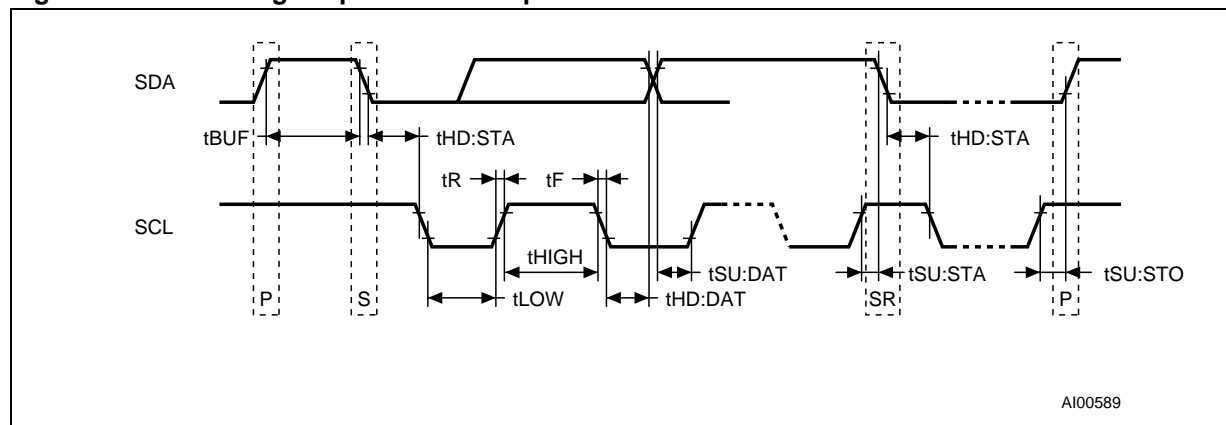 SDA
tBUF
tHD:STA
tHD:STA
tR
tF
SCL
tHIGH
tSU:DAT
tSU:STA
tSU:STO
P
S
tLOW
tHD:DAT
SR
P
AI00589